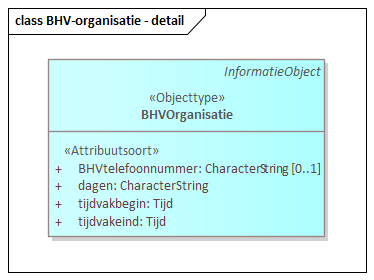 class BHV-organisatie - detail
InformatieObject
«Objecttype»
BHVOrganisatie
«Attribuutsoort»
+ BHVtelefoonnummer: CharacterString [0..1]
+ dagen: CharacterString
+ tijdvakbegin: Tijd
+ tijdvakeind: Tijd